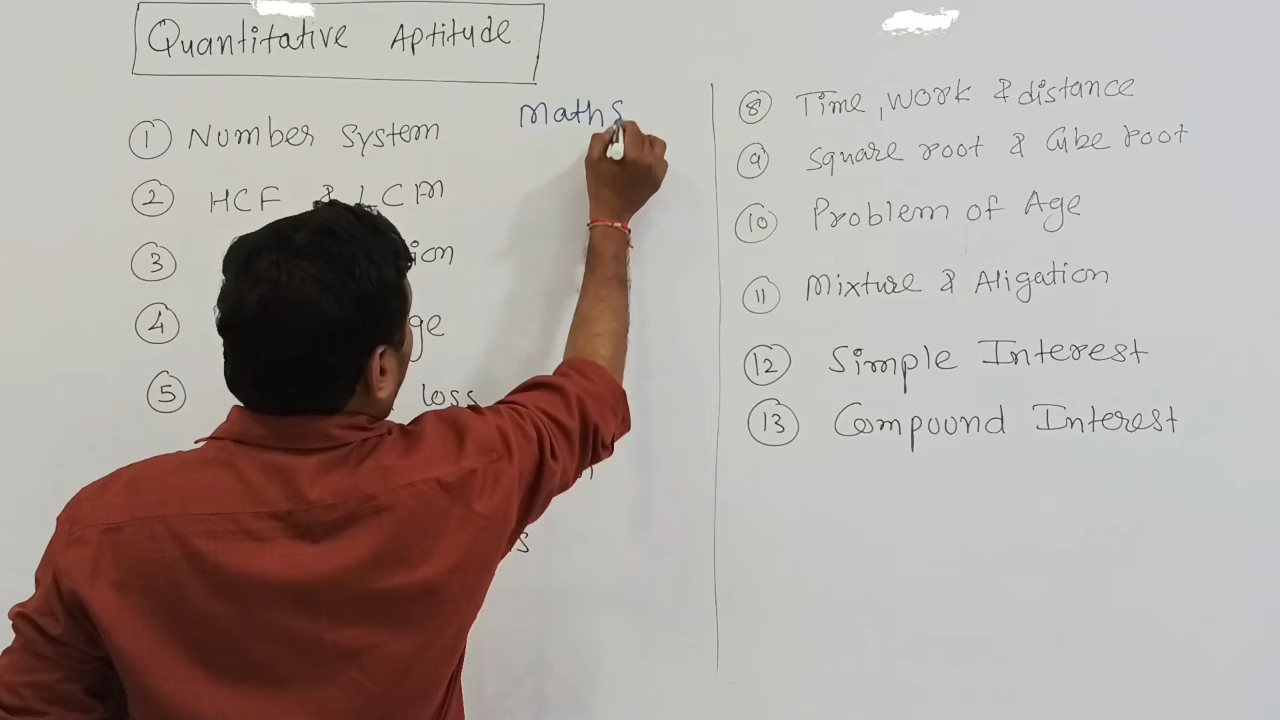 Quantitative Aptitude
Maths
① Number System
② HCF & LCM
③
④
⑤ loss
⑧ Time, work & distance
⑨ Square root & Cube root
⑩ Problem of Age
⑪ Mixture & Aligation
⑫ Simple Interest
⑬ Compound Interest